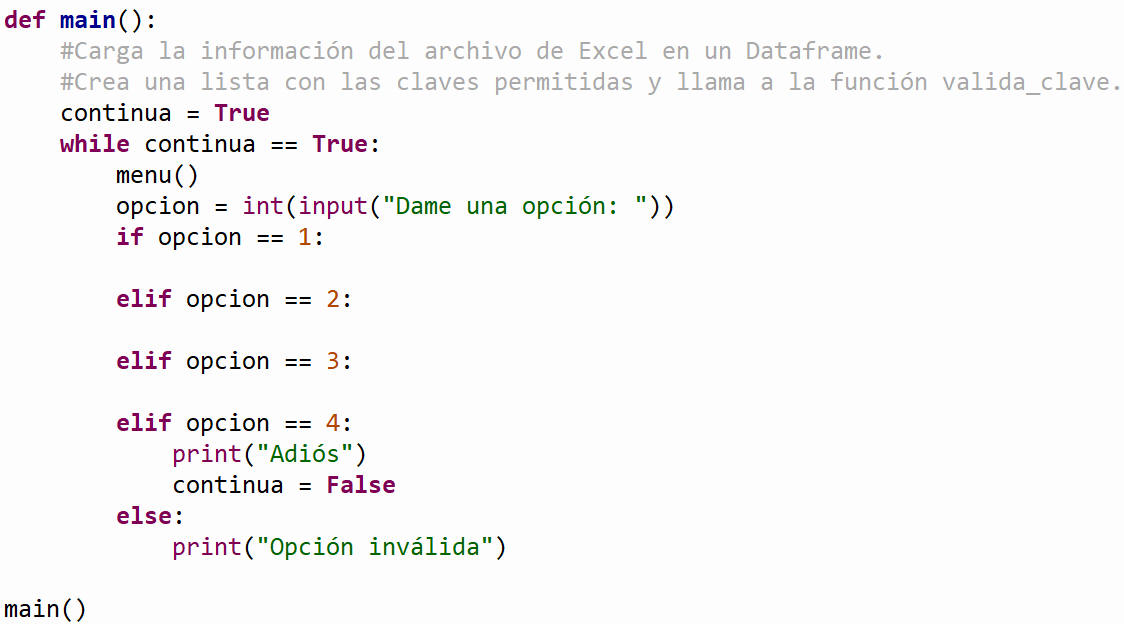 def main():
    #Carga la información del archivo de Excel en un Dataframe.
    #Crea una lista con las claves permitidas y llama a la función valida_clave.
    continua = True
    while continua == True:
        menu()
        opcion = int(input("Dame una opción: "))
        if opcion == 1:

        elif opcion == 2:

        elif opcion == 3:

        elif opcion == 4:
            print("Adiós")
            continua = False
        else:
            print("Opción inválida")

main()